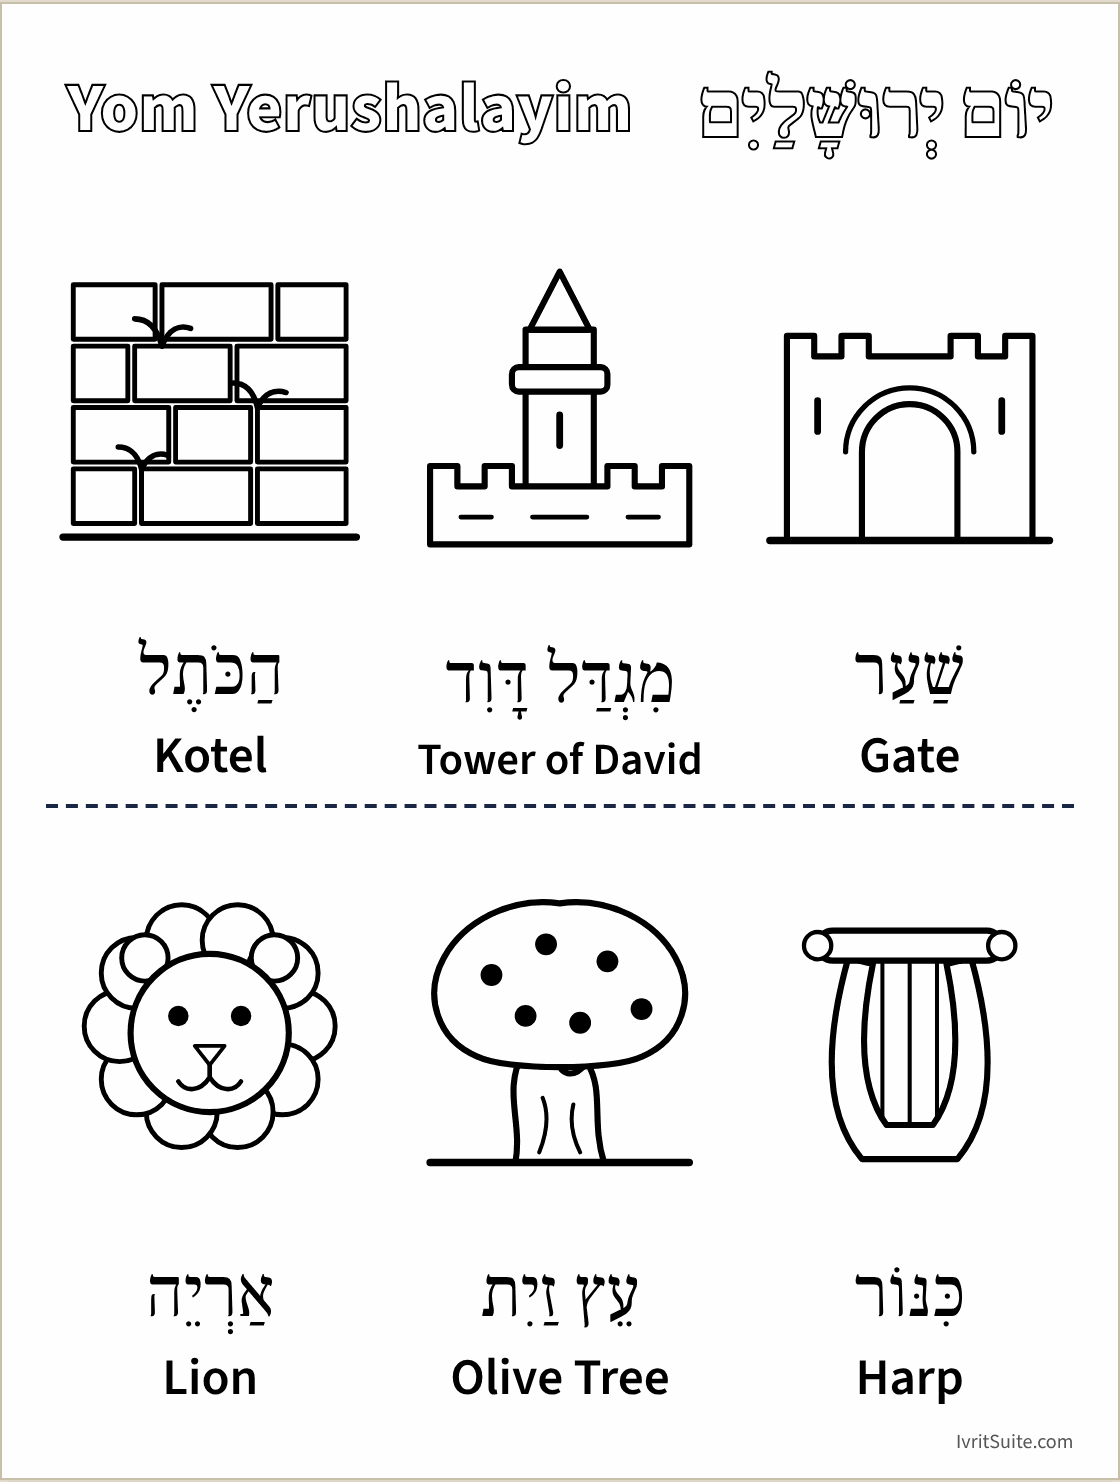 Yom Yerushalayim יוֹם יְרוּשָׁלַיִם
הַכֹּתֶל
Kotel
מִגְדַּל דָּוִד
Tower of David
שַׁעַר
Gate
אַרְיֵה
Lion
עֵץ זַיִת
Olive Tree
כִּנּוֹר
Harp
IvritSuite.com